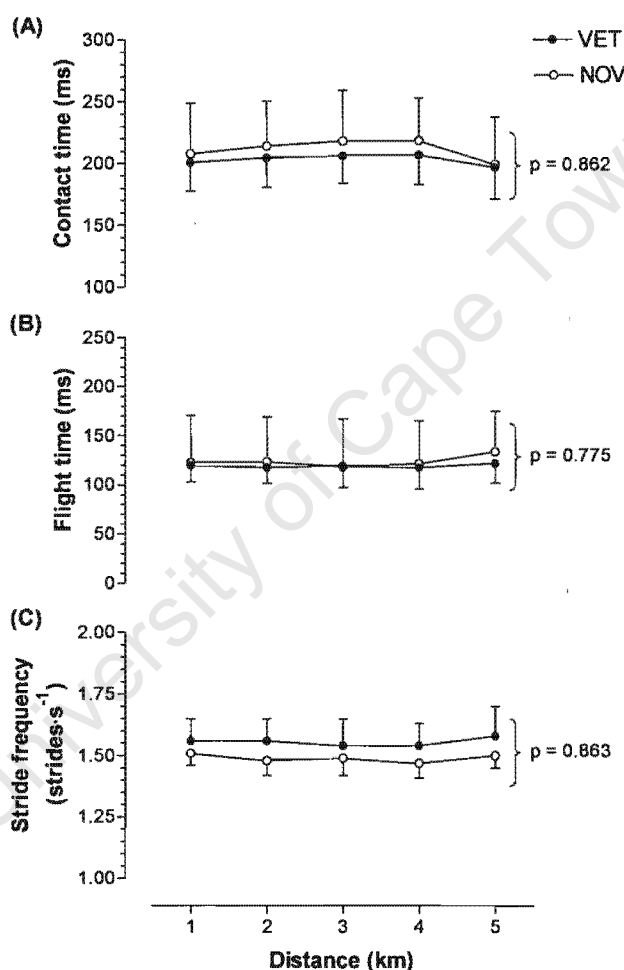 (A)
300
VET
NOV
250
200
150
100
Contact time (ms)
p = 0.862
(B)
250
200
150
100
50
0
Flight time (ms)
p = 0.775
(C)
2.00
1.75
1.50
1.25
1.00
Stride frequency
(strides·s⁻¹)
p = 0.863
1 2 3 4 5
Distance (km)
University of Cape Town